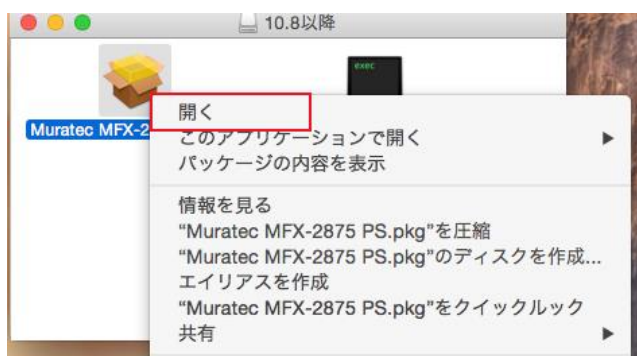 10.8以降
exec
Muratec MFX-2
開く
このアプリケーションで開く
パッケージの内容を表示
情報を見る
“Muratec MFX-2875 PS.pkg”を圧縮
“Muratec MFX-2875 PS.pkg”のディスクを作成...
エイリアスを作成
“Muratec MFX-2875 PS.pkg”をクイックルック
共有